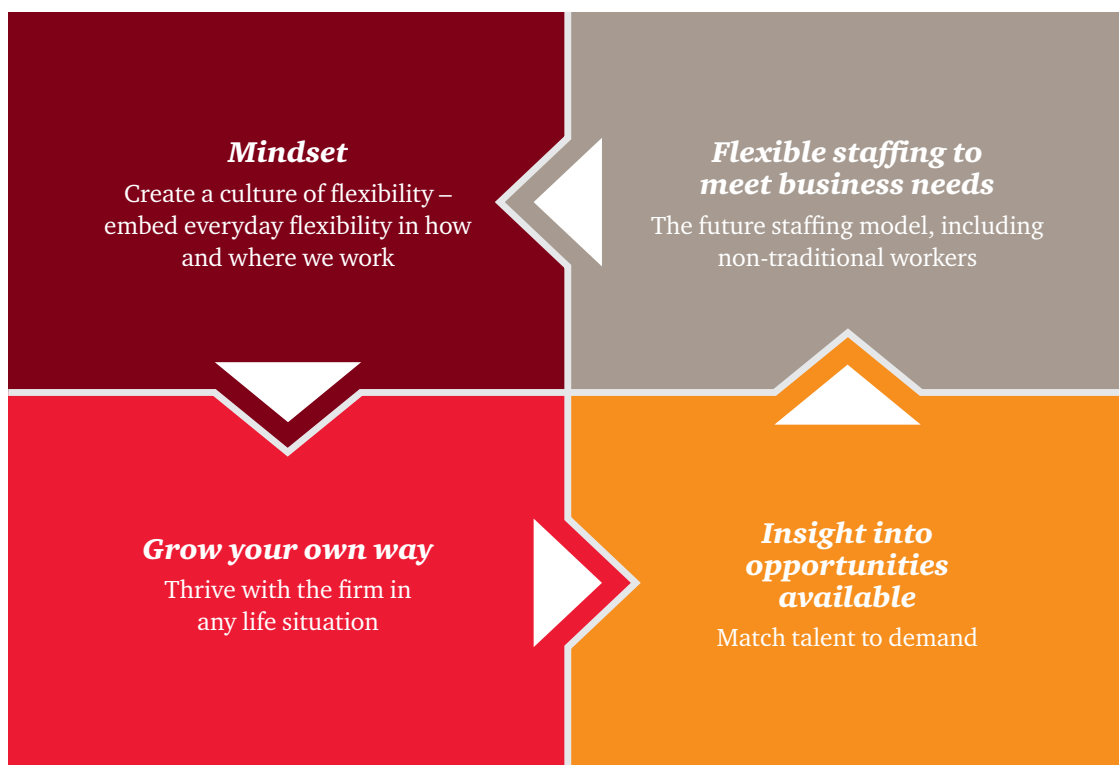 Mindset
Create a culture of flexibility –
embed everyday flexibility in how
and where we work
Flexible staffing to
meet business needs
The future staffing model, including
non-traditional workers
Grow your own way
Thrive with the firm in
any life situation
Insight into
opportunities
available
Match talent to demand